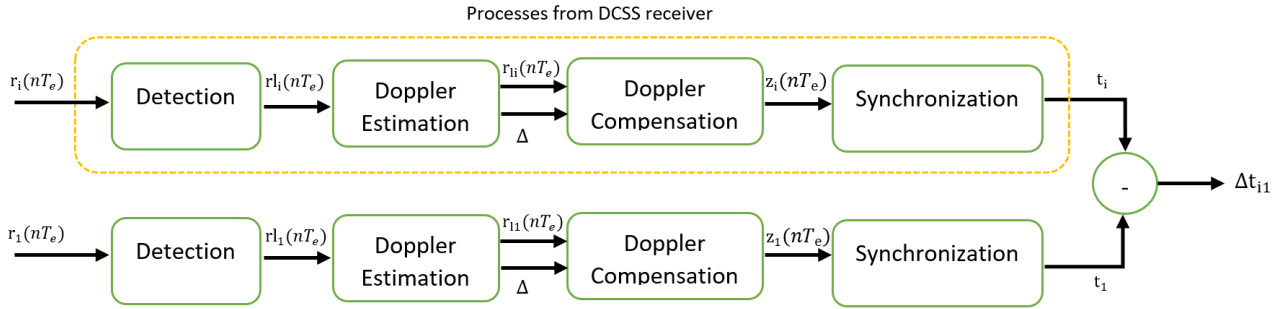 Processes from DCSS receiver
r_i(nT_e)
Detection
rl_i(nT_e)
Doppler
Estimation
r_li(nT_e)
Δ
Doppler
Compensation
z_i(nT_e)
Synchronization
t_i
-
Δt_i1
r_1(nT_e)
Detection
rl_1(nT_e)
Doppler
Estimation
r_l1(nT_e)
Δ
Doppler
Compensation
z_1(nT_e)
Synchronization
t_1